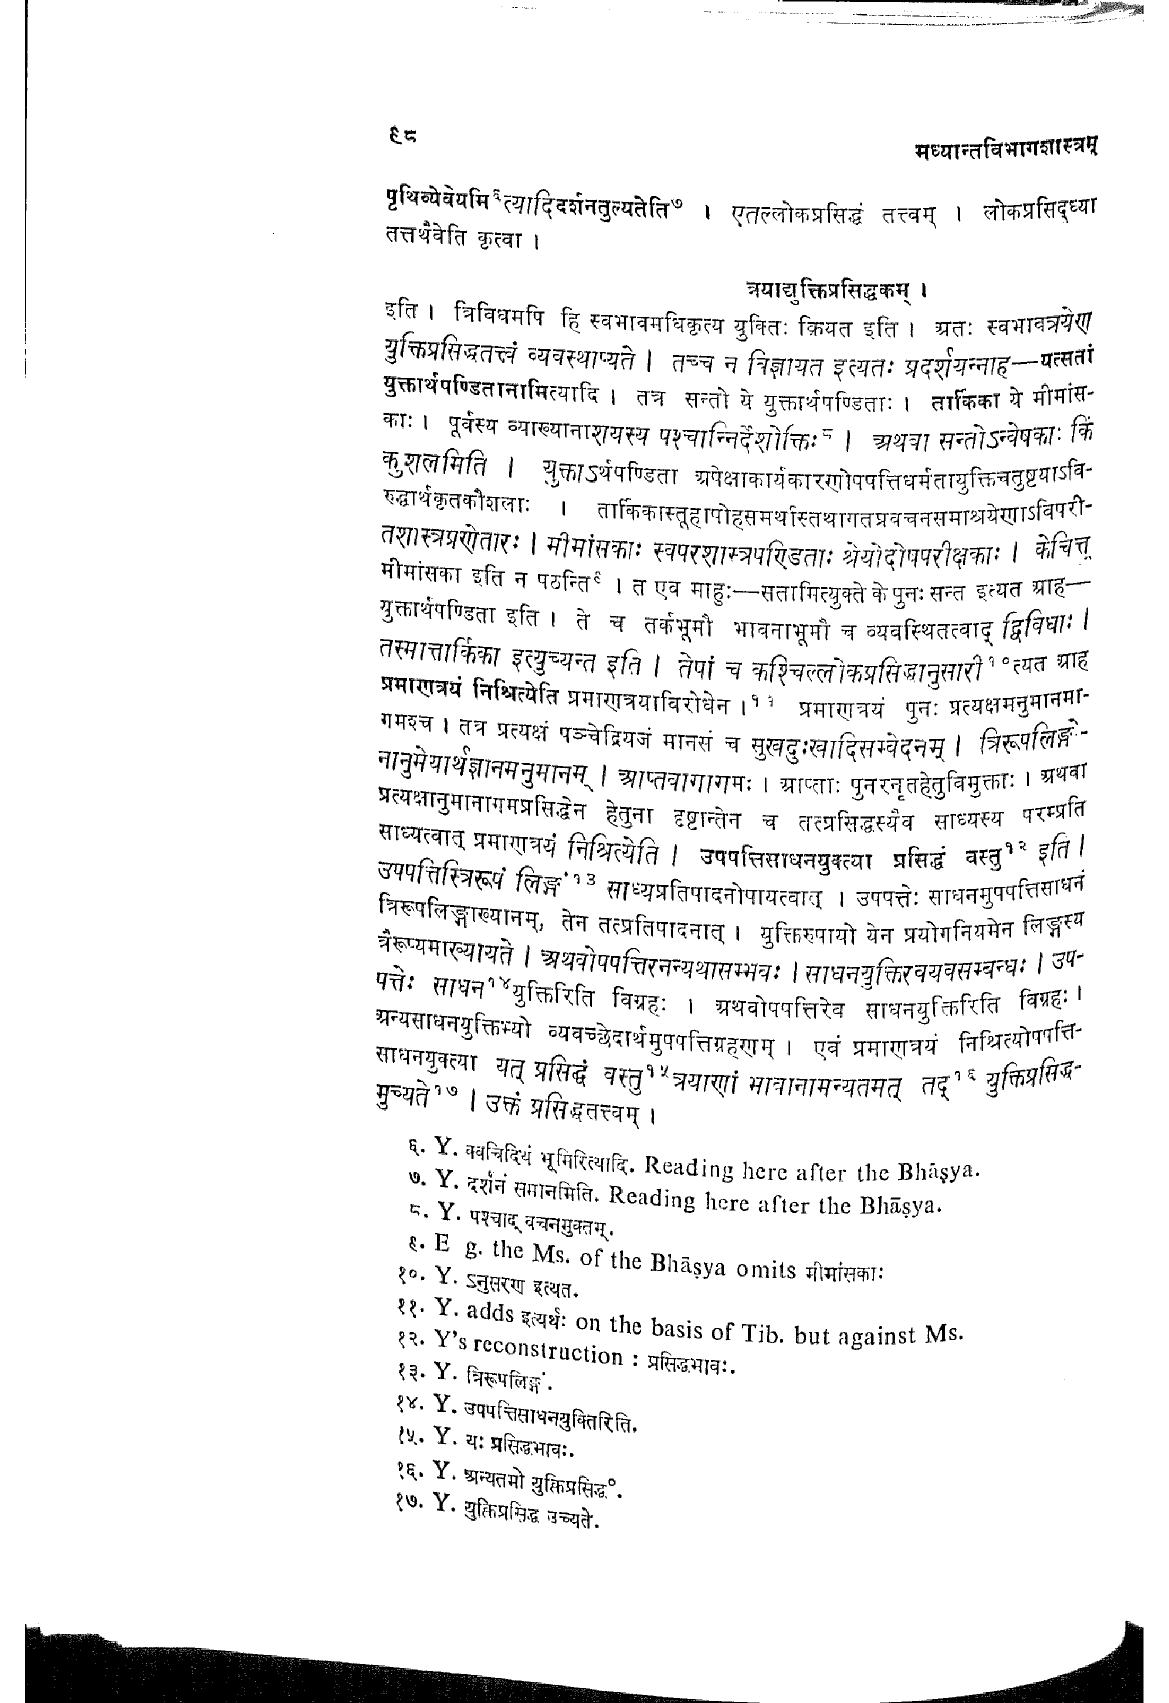 ९८
मध्यान्तविभागशास्त्रम्
पृथिव्येवेयमि६त्यादिदर्शनतुल्यतेति७ । एतल्लोकप्रसिद्धं तत्त्वम् । लोकप्रसिद्ध्या
तत्तथैवेति कृत्वा ।
त्रयाद्युक्तिप्रसिद्धकम् ।
इति । त्रिविधमपि हि स्वभावमधिकृत्य युक्तिः क्रियत इति । अतः स्वभावत्रयेण
युक्तिप्रसिद्धतत्त्वं व्यवस्थाप्यते । तच्च न विज्ञायत इत्यतः प्रदर्शयन्नाह—यत्सतां
युक्तार्थपण्डितानामित्यादि । तत्र सन्तो ये युक्तार्थपण्डिताः । तार्किका ये मीमांस-
काः । पूर्वस्य व्याख्यानाशयस्य पश्चान्निर्देशोक्तिः८ । अथवा सन्तोऽन्वेषकाः किं
कुशलमिति । युक्ताऽर्थपण्डिता अपेक्षाकार्यकारणोपपत्तिधर्मतायुक्तिचतुष्टयाऽवि-
रुद्धार्थकृतकौशलाः । तार्किकास्तूहापोहसमर्थास्तथागतप्रवचनसमाश्रयेणाऽविपरी-
तशास्त्रप्रणेतारः । मीमांसकाः स्वपरशास्त्रपण्डिताः श्रेयोदोषपरीक्षकाः । केचित्तु
मीमांसका इति न पठन्ति९ । त एव माहुः—सतामित्युक्ते के पुनः सन्त इत्यत आह—
युक्तार्थपण्डिता इति । ते च तर्कभूमौ भावनाभूमौ च व्यवस्थितत्वाद् द्विविधाः ।
तस्मात्तार्किका इत्युच्यन्त इति । तेषां च कश्चिल्लोकप्रसिद्धानुसारी१०त्यत आह
प्रमाणत्रयं निश्रित्येति प्रमाणत्रयाविरोधेन ।११ प्रमाणत्रयं पुनः प्रत्यक्षमनुमानमा-
गमश्च । तत्र प्रत्यक्षं पञ्चेद्रियजं मानसं च सुखदुःखादिसम्वेदनम् । त्रिरूपलिङ्गे-
नानुमेयार्थज्ञानमनुमानम् । आप्तवागागमः । आप्ताः पुनरनृतहेतुविमुक्ताः । अथवा
प्रत्यक्षानुमानागमप्रसिद्धेन हेतुना दृष्टान्तेन च तत्प्रसिद्धस्यैव साध्यस्य परम्प्रति
साध्यत्वात् प्रमाणत्रयं निश्रित्येति । उपपत्तिसाधनयुक्त्या प्रसिद्धं वस्तु१२ इति ।
उपपत्तिस्त्रिरूपं लिङ्गं१३ साध्यप्रतिपादनोपायत्वात् । उपपत्तेः साधनमुपपत्तिसाधनं
त्रिरूपलिङ्गाख्यानम्, तेन तत्प्रतिपादनात् । युक्तिरुपायो येन प्रयोगनियमेन लिङ्गस्य
त्रैरूप्यमाख्यायते । अथवोपपत्तिरनन्यथासम्भवः । साधनयुक्तिरवयवसम्बन्धः । उप-
पत्तेः साधन१४युक्तिरिति विग्रहः । अथवोपपत्तिरेव साधनयुक्तिरिति विग्रहः ।
अन्यसाधनयुक्तिभ्यो व्यवच्छेदार्थमुपपत्तिग्रहणम् । एवं प्रमाणत्रयं निश्रित्योपपत्ति-
साधनयुक्त्या यत् प्रसिद्धं वस्तु१५त्रयाणां भावानामन्यतमत् तद्१६ युक्तिप्रसिद्ध-
मुच्यते१७ । उक्तं प्रसिद्धतत्त्वम् ।
६. Y. क्वचिदियं भूमिरित्यादि. Reading here after the Bhāṣya.
७. Y. दर्शनं समानमिति. Reading here after the Bhāṣya.
८. Y. पश्चाद् वचनमुक्तम्.
९. E g. the Ms. of the Bhāṣya omits मीमांसकाः
१०. Y. ऽनुसरण इत्यत.
११. Y. adds इत्यर्थः on the basis of Tib. but against Ms.
१२. Y's reconstruction : प्रसिद्धभावः.
१३. Y. त्रिरूपलिङ्गं.
१४. Y. उपपत्तिसाधनयुक्तिरिति.
१५. Y. यः प्रसिद्धभावः.
१६. Y. अन्यतमो युक्तिप्रसिद्ध°.
१७. Y. युक्तिप्रसिद्ध उच्यते.